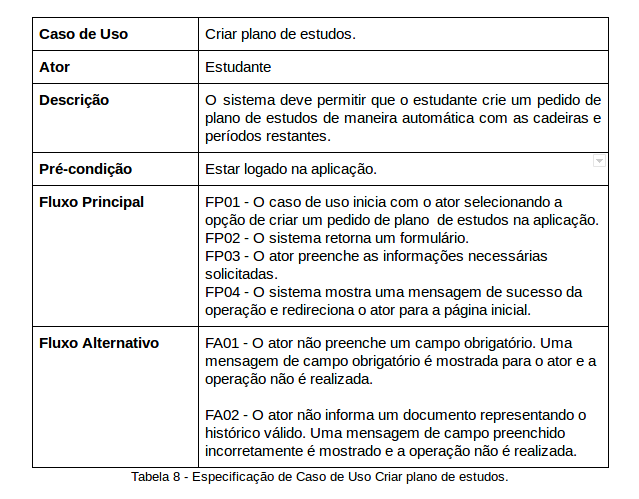 Caso de Uso
Criar plano de estudos.
Ator
Estudante
Descrição
O sistema deve permitir que o estudante crie um pedido de
plano de estudos de maneira automática com as cadeiras e
períodos restantes.
Pré-condição
Estar logado na aplicação.
Fluxo Principal
FP01 - O caso de uso inicia com o ator selecionando a
opção de criar um pedido de plano de estudos na aplicação.
FP02 - O sistema retorna um formulário.
FP03 - O ator preenche as informações necessárias
solicitadas.
FP04 - O sistema mostra uma mensagem de sucesso da
operação e redireciona o ator para a página inicial.
Fluxo Alternativo
FA01 - O ator não preenche um campo obrigatório. Uma
mensagem de campo obrigatório é mostrada para o ator e a
operação não é realizada.
FA02 - O ator não informa um documento representando o
histórico válido. Uma mensagem de campo preenchido
incorretamente é mostrado e a operação não é realizada.
Tabela 8 - Especificação de Caso de Uso Criar plano de estudos.